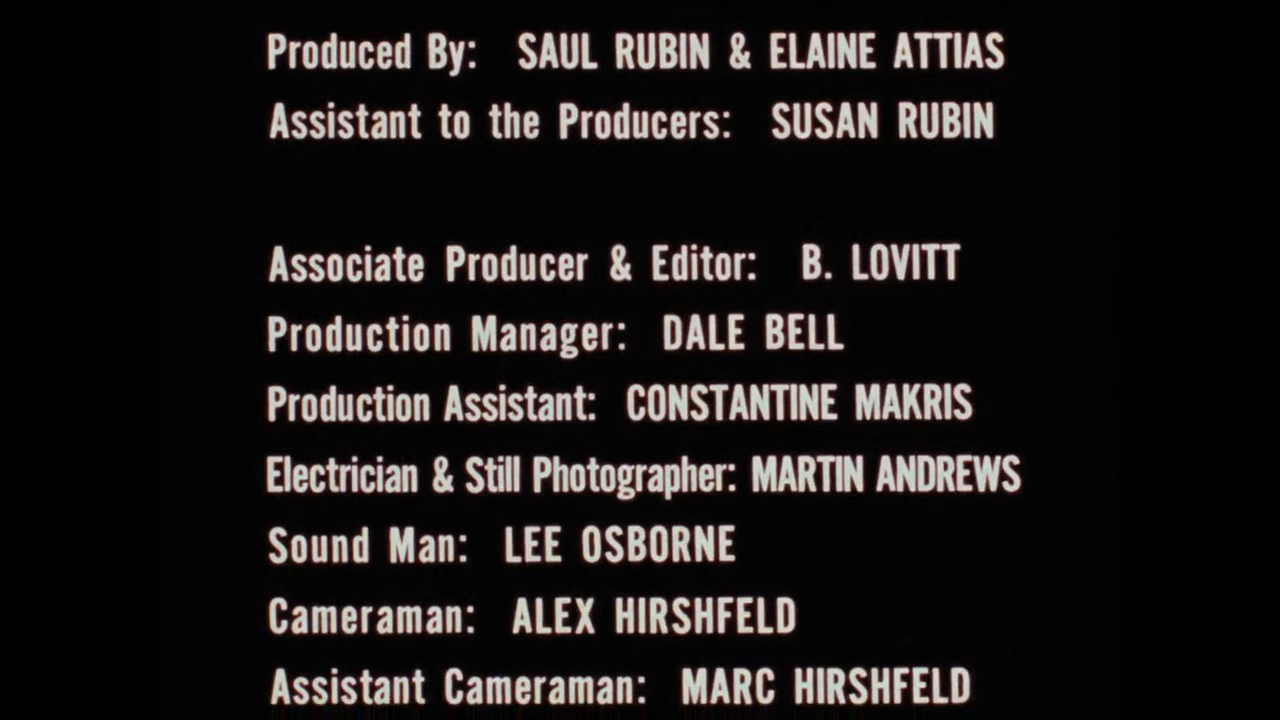 Produced By: SAUL RUBIN & ELAINE ATTIAS
Assistant to the Producers: SUSAN RUBIN
Associate Producer & Editor: B. LOVITT
Production Manager: DALE BELL
Production Assistant: CONSTANTINE MAKRIS
Electrician & Still Photographer: MARTIN ANDREWS
Sound Man: LEE OSBORNE
Cameraman: ALEX HIRSHFELD
Assistant Cameraman: MARC HIRSHFELD